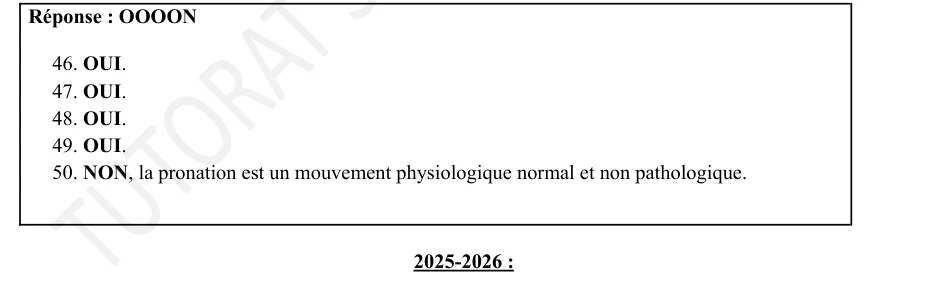 Réponse : OOOON
46. OUI.
47. OUI.
48. OUI.
49. OUI.
50. NON, la pronation est un mouvement physiologique normal et non pathologique.
TUTORAT
2025-2026 :